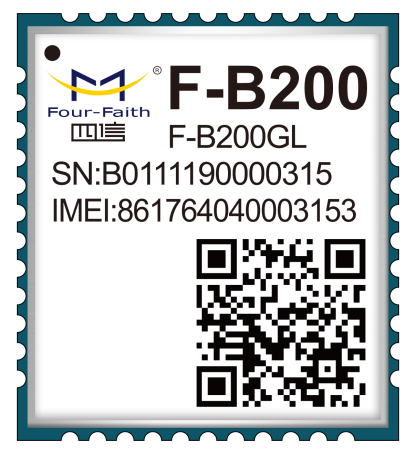 F-B200
Four-Faith®
四信
F-B200GL
SN:B0111190000315
IMEI:861764040003153